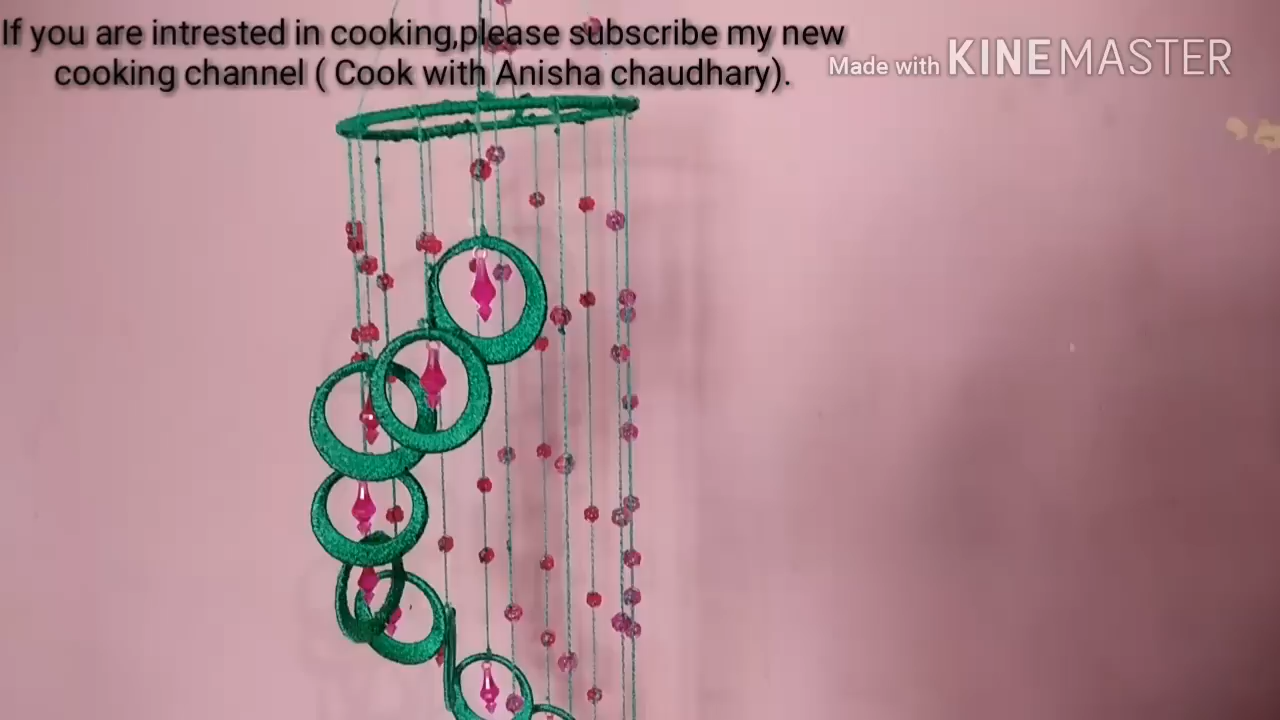 If you are intrested in cooking,please subscribe my new
cooking channel ( Cook with Anisha chaudhary).
Made with KINEMASTER